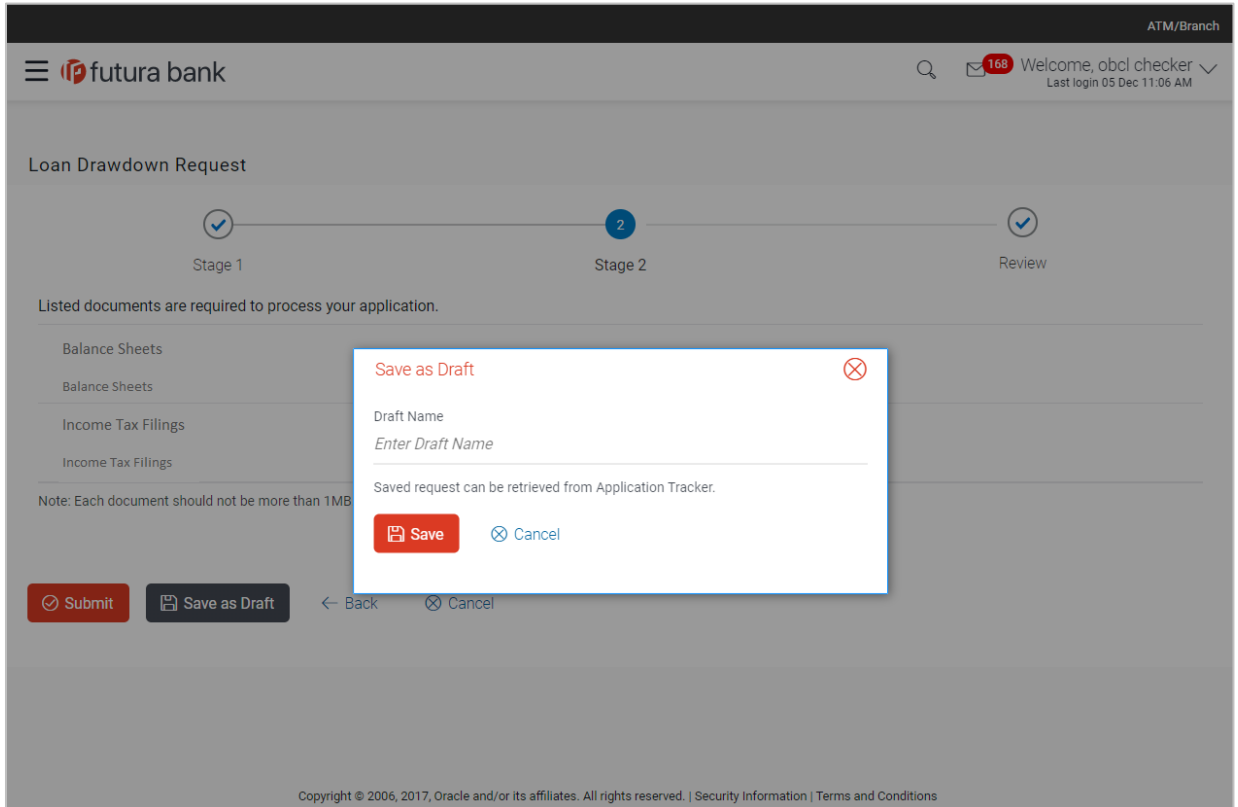 ATM/Branch
futura bank
168
Welcome, obcl checker
Last login 05 Dec 11:06 AM
Loan Drawdown Request
2
Stage 1
Stage 2
Review
Listed documents are required to process your application.
Balance Sheets
Balance Sheets
Income Tax Filings
Income Tax Filings
Note: Each document should not be more than 1MB
Save as Draft
Draft Name
Enter Draft Name
Saved request can be retrieved from Application Tracker.
Save
Cancel
Submit
Save as Draft
Back
Cancel
Copyright © 2006, 2017, Oracle and/or its affiliates. All rights reserved. | Security Information | Terms and Conditions